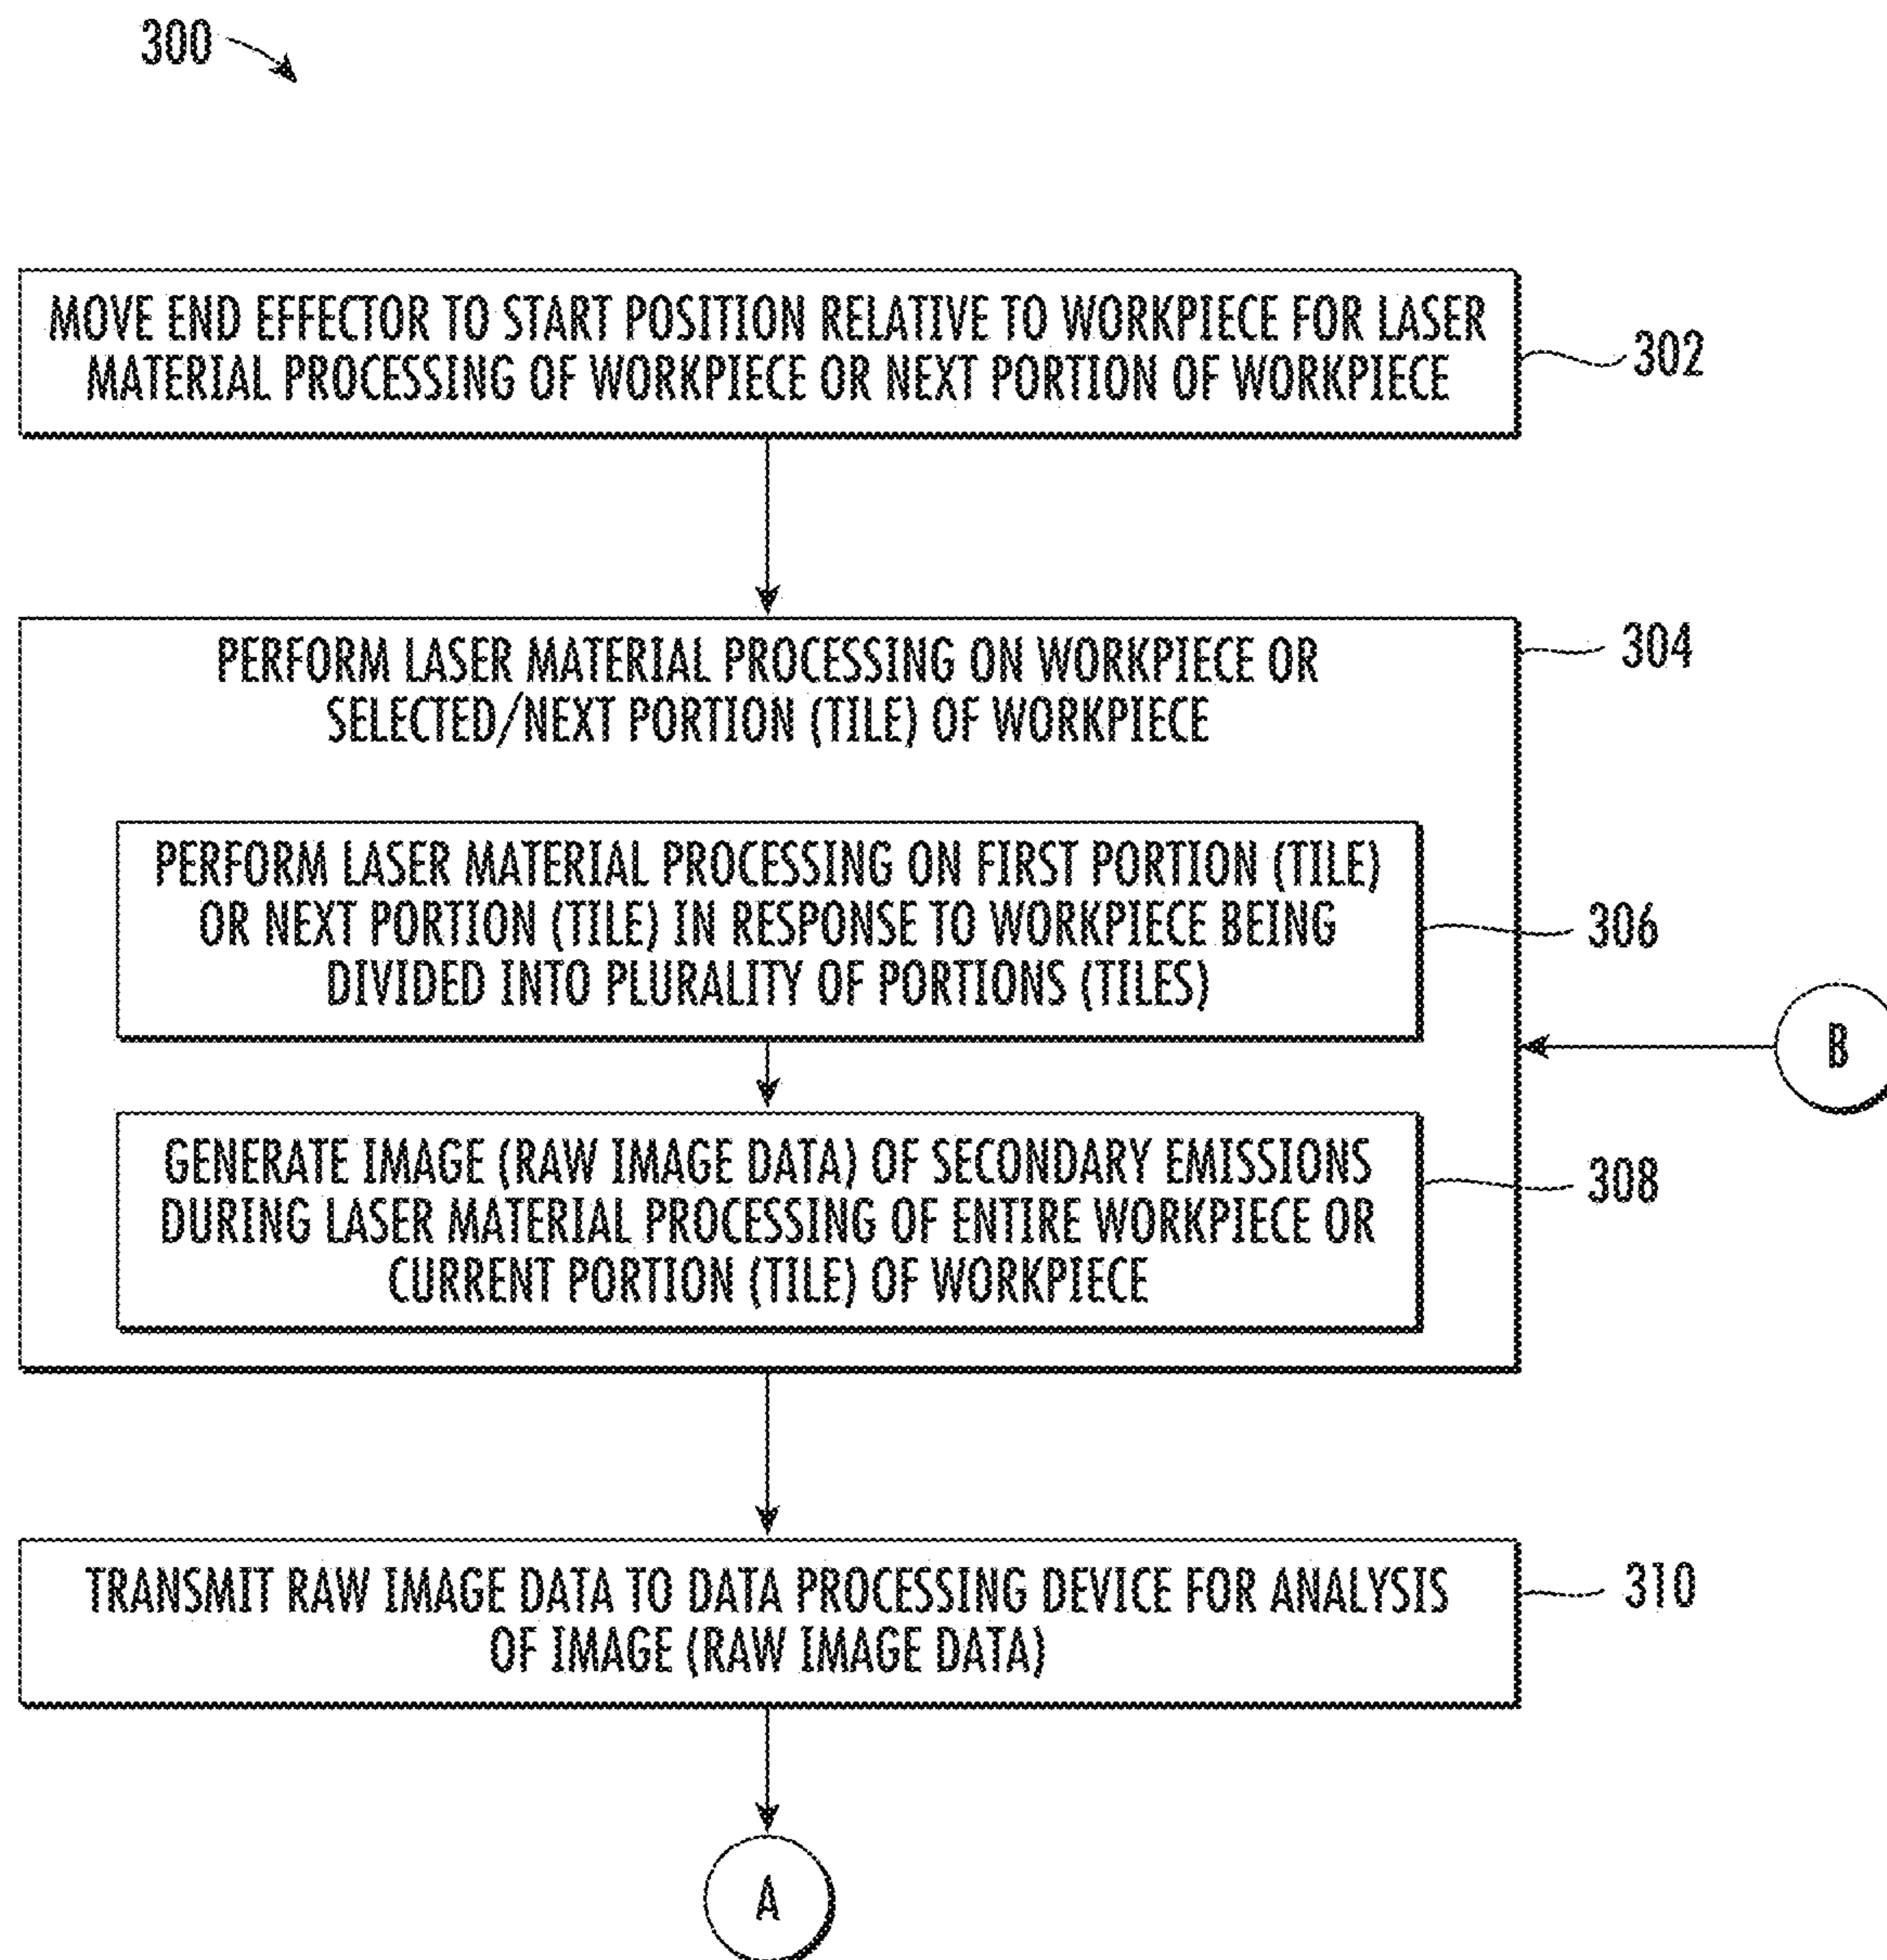 300
MOVE END EFFECTOR TO START POSITION RELATIVE TO WORKPIECE FOR LASER
MATERIAL PROCESSING OF WORKPIECE OR NEXT PORTION OF WORKPIECE
302
PERFORM LASER MATERIAL PROCESSING ON WORKPIECE OR
SELECTED/NEXT PORTION (TILE) OF WORKPIECE
304
PERFORM LASER MATERIAL PROCESSING ON FIRST PORTION (TILE)
OR NEXT PORTION (TILE) IN RESPONSE TO WORKPIECE BEING
DIVIDED INTO PLURALITY OF PORTIONS (TILES)
306
B
GENERATE IMAGE (RAW IMAGE DATA) OF SECONDARY EMISSIONS
DURING LASER MATERIAL PROCESSING OF ENTIRE WORKPIECE OR
CURRENT PORTION (TILE) OF WORKPIECE
308
TRANSMIT RAW IMAGE DATA TO DATA PROCESSING DEVICE FOR ANALYSIS
OF IMAGE (RAW IMAGE DATA)
310
A